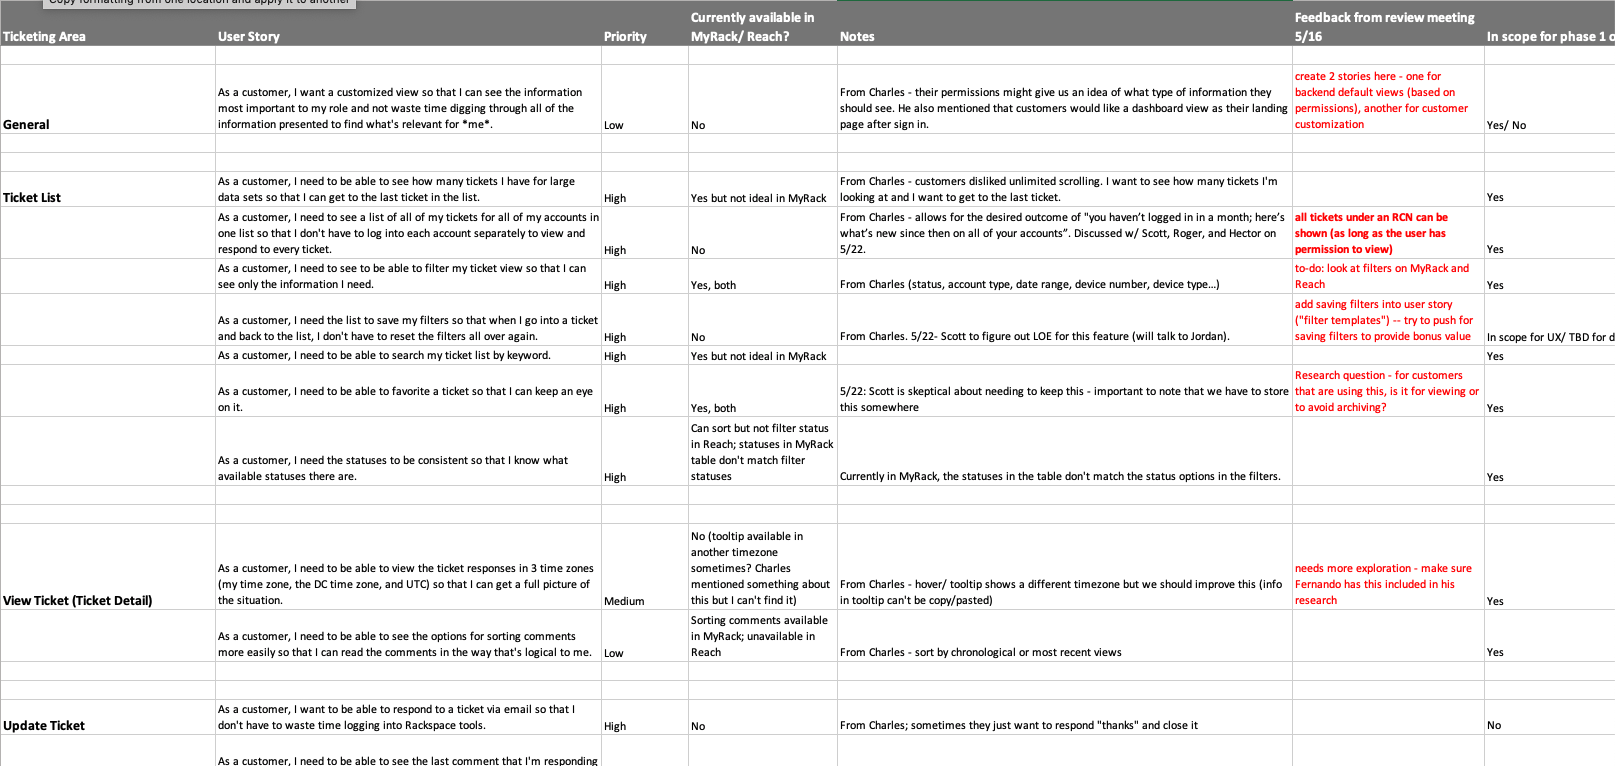 Copy formatting from one location and apply it to another
Currently available in
Feedback from review meeting
Ticketing Area User Story Priority MyRack/ Reach? Notes 5/16 In scope for phase 1 o
As a customer, I want a customized view so that I can see the information
most important to my role and not waste time digging through all of the
information presented to find what's relevant for *me*.
General
Low
No
From Charles - their permissions might give us an idea of what type of information they
should see. He also mentioned that customers would like a dashboard view as their landing
page after sign in.
create 2 stories here - one for
backend default views (based on
permissions), another for customer
customization
Yes/ No
Ticket List
As a customer, I need to be able to see how many tickets I have for large
data sets so that I can get to the last ticket in the list.
High
Yes but not ideal in MyRack
From Charles - customers disliked unlimited scrolling. I want to see how many tickets I'm
looking at and I want to get to the last ticket.
Yes
As a customer, I need to see a list of all of my tickets for all of my accounts in
one list so that I don't have to log into each account separately to view and
respond to every ticket.
High
No
From Charles - allows for the desired outcome of "you haven't logged in in a month; here's
what's new since then on all of your accounts". Discussed w/ Scott, Roger, and Hector on
5/22.
all tickets under an RCN can be
shown (as long as the user has
permission to view)
Yes
As a customer, I need to see to be able to filter my ticket view so that I can
see only the information I need.
High
Yes, both
From Charles (status, account type, date range, device number, device type...)
to-do: look at filters on MyRack and
Reach
Yes
As a customer, I need the list to save my filters so that when I go into a ticket
and back to the list, I don't have to reset the filters all over again.
High
No
From Charles. 5/22- Scott to figure out LOE for this feature (will talk to Jordan).
add saving filters into user story
("filter templates") -- try to push for
saving filters to provide bonus value
In scope for UX/ TBD for d
As a customer, I need to be able to search my ticket list by keyword.
High
Yes but not ideal in MyRack
Yes
As a customer, I need to be able to favorite a ticket so that I can keep an eye
on it.
High
Yes, both
5/22: Scott is skeptical about needing to keep this - important to note that we have to store
this somewhere
Research question - for customers
that are using this, is it for viewing or
to avoid archiving?
Yes
As a customer, I need the statuses to be consistent so that I know what
available statuses there are.
High
Can sort but not filter status
in Reach; statuses in MyRack
table don't match filter
statuses
Currently in MyRack, the statuses in the table don't match the status options in the filters.
Yes
View Ticket (Ticket Detail)
As a customer, I need to be able to view the ticket responses in 3 time zones
(my time zone, the DC time zone, and UTC) so that I can get a full picture of
the situation.
Medium
No (tooltip available in
another timezone
sometimes? Charles
mentioned something about
this but I can't find it)
From Charles - hover/ tooltip shows a different timezone but we should improve this (info
in tooltip can't be copy/pasted)
needs more exploration - make sure
Fernando has this included in his
research
Yes
As a customer, I need to be able to see the options for sorting comments
more easily so that I can read the comments in the way that's logical to me.
Low
Sorting comments available
in MyRack; unavailable in
Reach
From Charles - sort by chronological or most recent views
Yes
Update Ticket
As a customer, I want to be able to respond to a ticket via email so that I
don't have to waste time logging into Rackspace tools.
High
No
From Charles; sometimes they just want to respond "thanks" and close it
No
As a customer, I need to be able to see the last comment that I'm responding